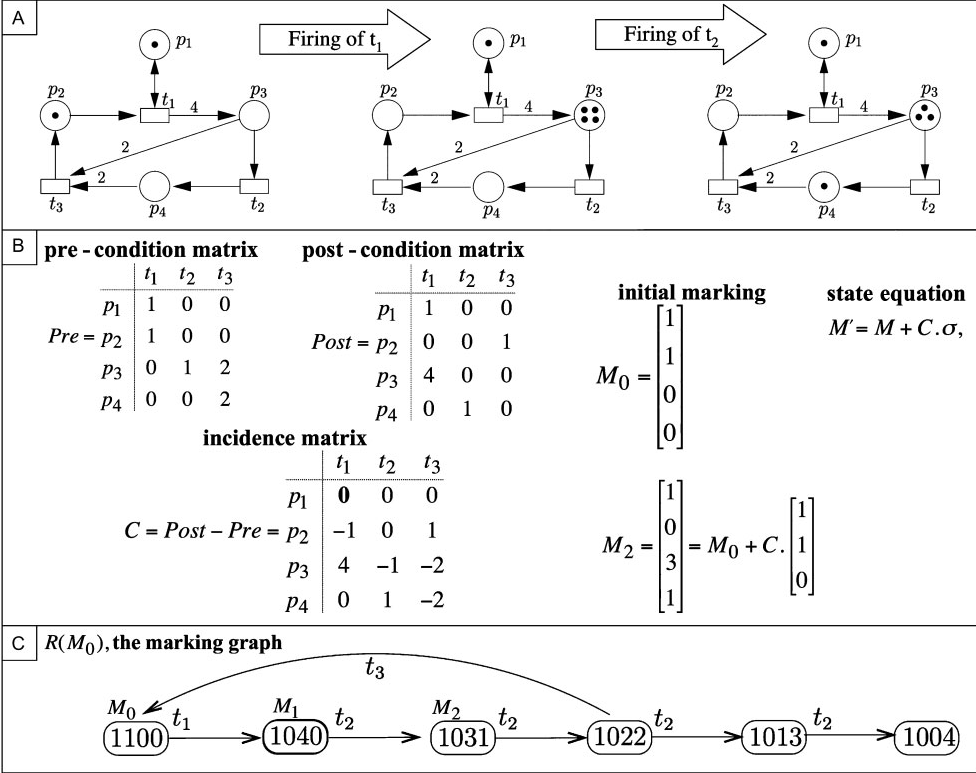 A
Firing of t1
Firing of t2
p1
p1
p1
p2
t1
4
p3
p2
t1
4
p3
p2
t1
4
p3
2
2
2
2
2
2
t3
p4
t2
t3
p4
t2
t3
p4
t2
B
pre - condition matrix
t1 t2 t3
p1 1 0 0
Pre = p2 1 0 0
p3 0 1 2
p4 0 0 2
post - condition matrix
t1 t2 t3
p1 1 0 0
Post = p2 0 0 1
p3 4 0 0
p4 0 1 0
initial marking
M0 = [1 1 0 0]
state equation
M′= M + C.σ,
incidence matrix
t1 t2 t3
p1 0 0 0
C = Post – Pre = p2 –1 0 1
p3 4 –1 –2
p4 0 1 –2
M2 = [1 0 3 1] = M0 + C. [1 1 0]
C
R(M0), the marking graph
t3
M0
t1
M1
t2
M2
t2
t2
t2
1100
1040
1031
1022
1013
1004